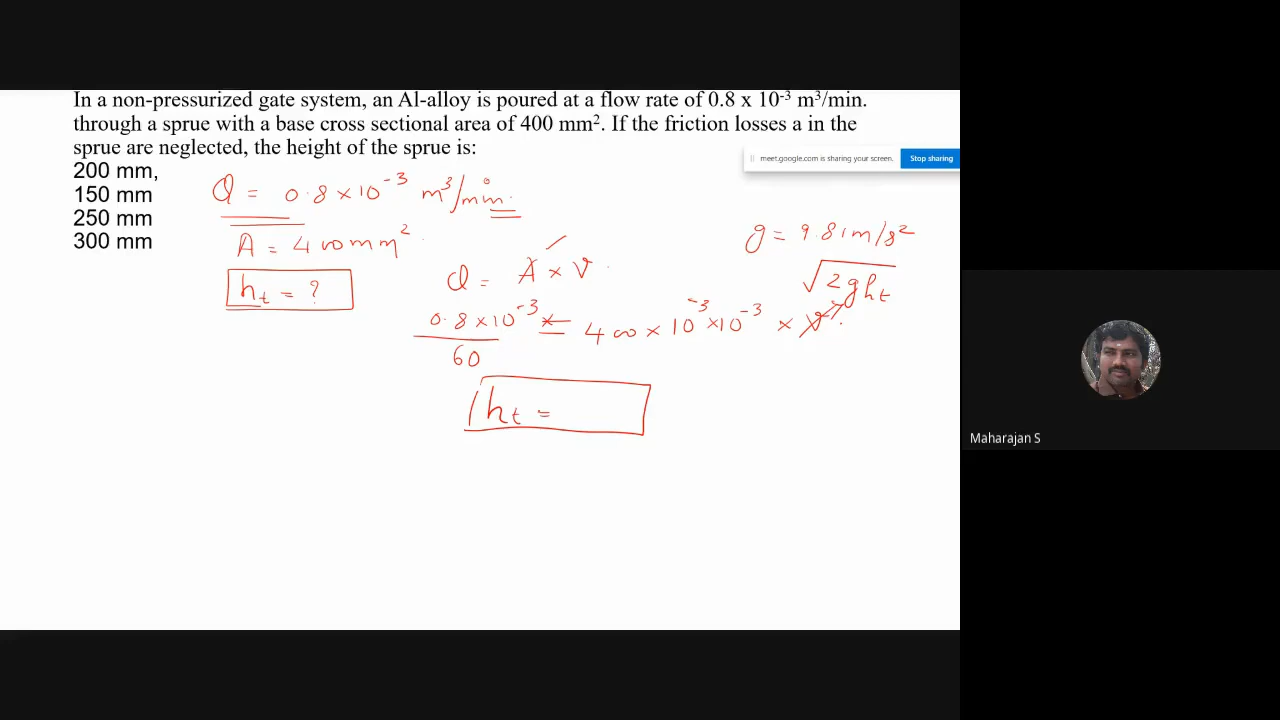 In a non-pressurized gate system, an Al-alloy is poured at a flow rate of 0.8 x 10⁻³ m³/min.
through a sprue with a base cross sectional area of 400 mm². If the friction losses a in the
sprue are neglected, the height of the sprue is:
200 mm,
150 mm
250 mm
300 mm
meet.google.com is sharing your screen.
Stop sharing
Q = 0.8 × 10⁻³ m³/min.
A = 400 mm²
hₜ = ?
g = 9.81 m/s²
Q = A × V
√2ghₜ
0.8 × 10⁻³ = 400 × 10⁻³ × 10⁻³ × V
60
hₜ =
Maharajan S